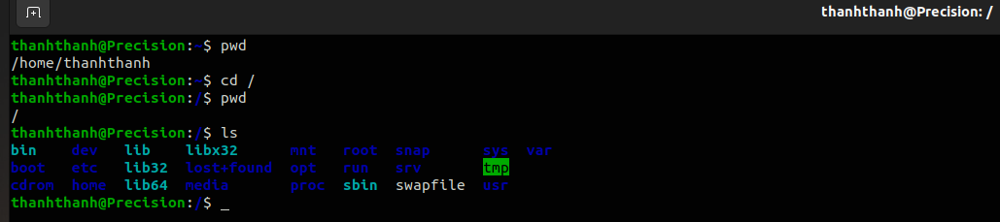 thanhthanh@Precision: /
thanhthanh@Precision:~$ pwd
/home/thanhthanh
thanhthanh@Precision:~$ cd /
thanhthanh@Precision:/$ pwd
/
thanhthanh@Precision:/$ ls
bin dev lib libx32 mnt root snap sys var
boot etc lib32 lost+found opt run srv tmp
cdrom home lib64 media proc sbin swapfile usr
thanhthanh@Precision:/$ _